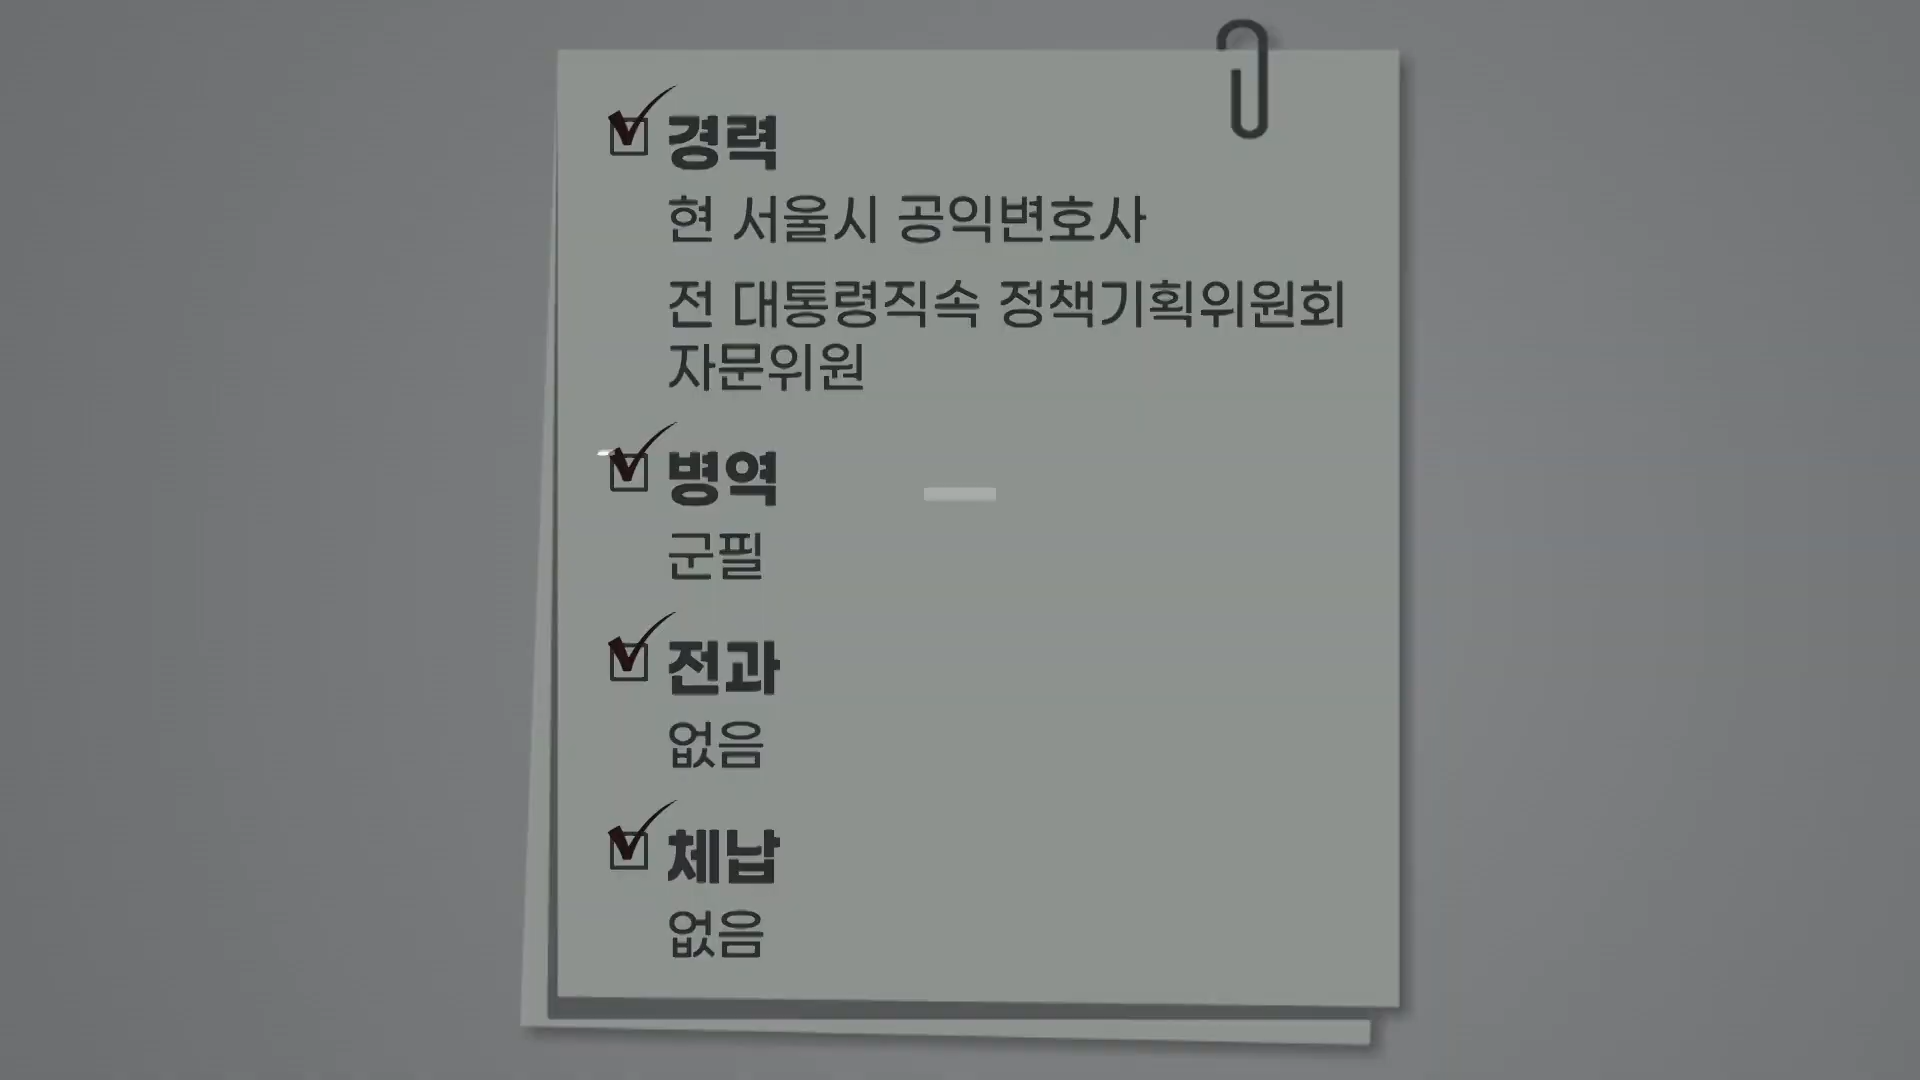 경력
현 서울시 공익변호사
전 대통령직속 정책기획위원회
자문위원
병역
군필
전과
없음
체납
없음